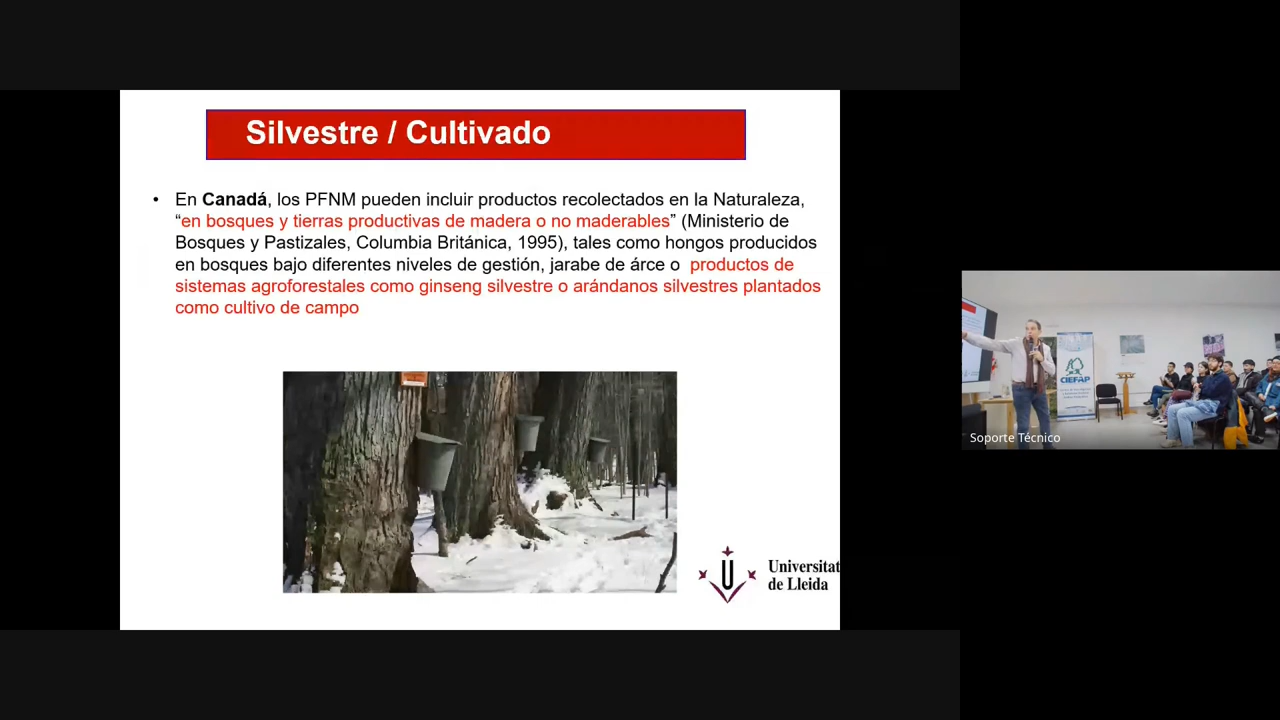 Silvestre / Cultivado
• En Canadá, los PFNM pueden incluir productos recolectados en la Naturaleza,
“en bosques y tierras productivas de madera o no maderables” (Ministerio de
Bosques y Pastizales, Columbia Británica, 1995), tales como hongos producidos
en bosques bajo diferentes niveles de gestión, jarabe de árce o productos de
sistemas agroforestales como ginseng silvestre o arándanos silvestres plantados
como cultivo de campo
Universitat
de Lleida
CIEFAP
Soporte Técnico